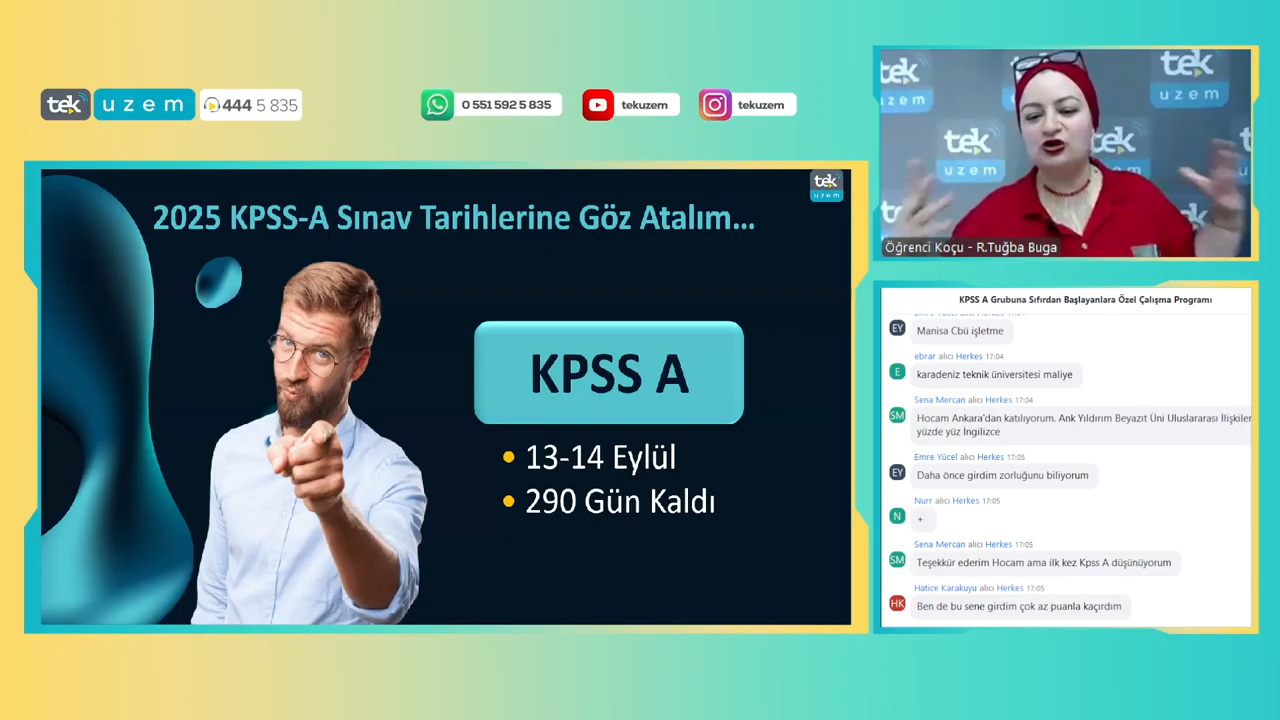 tek uzem 444 5 835
0 551 592 5 835
tekuzem
tekuzem
tek
uzem
2025 KPSS-A Sınav Tarihlerine Göz Atalım...
KPSS A
• 13-14 Eylül
• 290 Gün Kaldı
tek
uzem
tek
uzem
tek
uzem
tek
Öğrenci Koçu - R.Tuğba Buga
KPSS A Grubuna Sıfırdan Başlayanlara Özel Çalışma Programı
EY
Manisa Cbü işletme
ebrar alıcı Herkes 17:04
E
karadeniz teknik üniversitesi maliye
Sena Mercan alıcı Herkes 17:04
SM
Hocam Ankara'dan katılıyorum. Ank Yıldırım Beyazıt Üni Uluslararası İlişkiler
yüzde yüz İngilizce
Emre Yücel alıcı Herkes 17:05
EY
Daha önce girdim zorluğunu biliyorum
Nurr alıcı Herkes 17:05
N
+
Sena Mercan alıcı Herkes 17:05
SM
Teşekkür ederim Hocam ama ilk kez Kpss A düşünüyorum
Hatice Karakuyu alıcı Herkes 17:05
HK
Ben de bu sene girdim çok az puanla kaçırdım